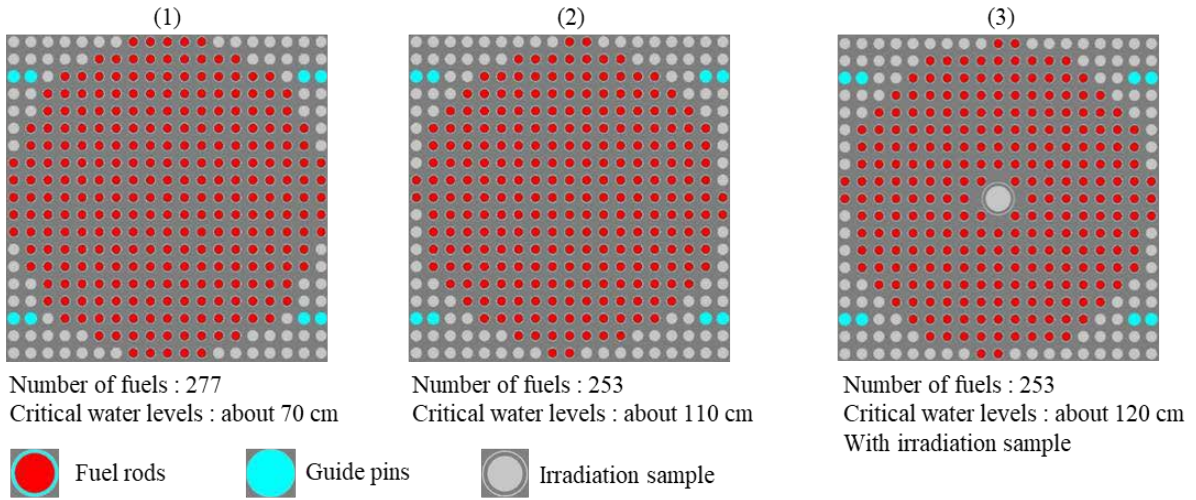 (1)
(2)
(3)
Number of fuels : 277
Critical water levels : about 70 cm
Number of fuels : 253
Critical water levels : about 110 cm
Number of fuels : 253
Critical water levels : about 120 cm
With irradiation sample
Fuel rods
Guide pins
Irradiation sample